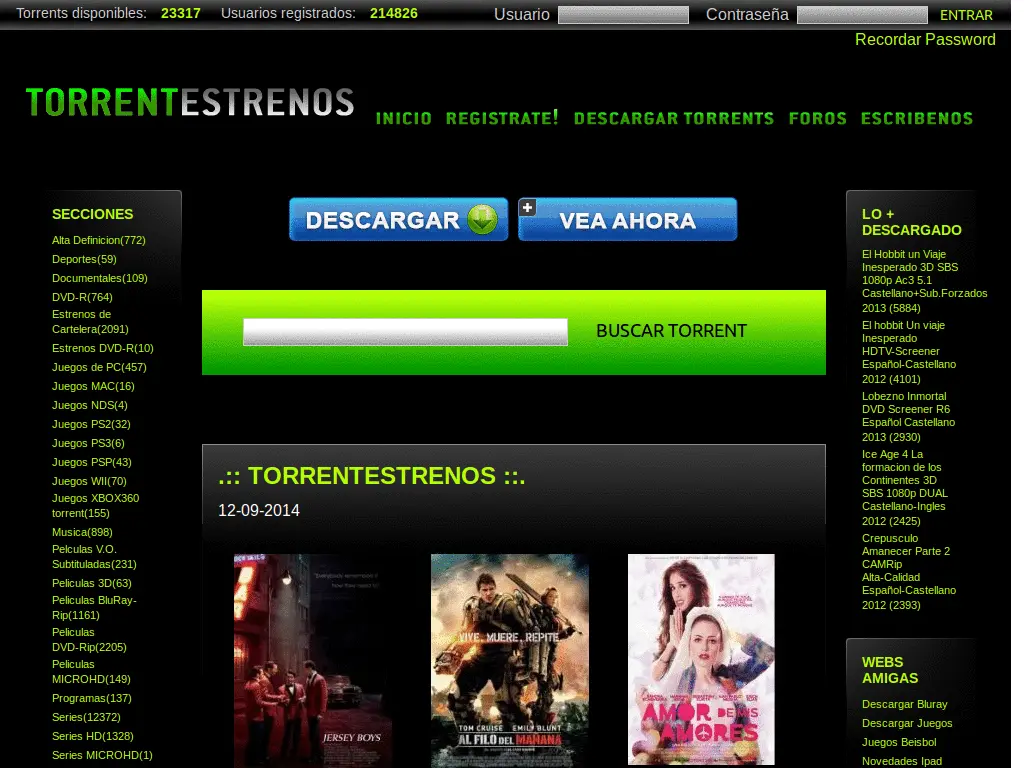 Torrents disponibles: 23317 Usuarios registrados: 214826 Usuario Contraseña ENTRAR
Recordar Password
TORRENTESTRENOS
INICIO REGISTRATE! DESCARGAR TORRENTS FOROS ESCRIBENOS
SECCIONES
Alta Definicion(772)
Deportes(59)
Documentales(109)
DVD-R(764)
Estrenos de
Cartelera(2091)
Estrenos DVD-R(10)
Juegos de PC(457)
Juegos MAC(16)
Juegos NDS(4)
Juegos PS2(32)
Juegos PS3(6)
Juegos PSP(43)
Juegos WII(70)
Juegos XBOX360
torrent(155)
Musica(898)
Pelculas V.O.
Subtituladas(231)
Peliculas 3D(63)
Peliculas BluRay-
Rip(1161)
Peliculas
DVD-Rip(2205)
Peliculas
MICROHD(149)
Programas(137)
Series(12372)
Series HD(1328)
Series MICROHD(1)
DESCARGAR VEA AHORA
BUSCAR TORRENT
.:: TORRENTESTRENOS ::.
12-09-2014
JERSEY BOYS
VIVE. MUERE. REPITE.
TOM CRUISE EMILY BLUNT
AL FILO DEL MAÑANA
AMOR DE MIS
AMORES
LO +
DESCARGADO
El Hobbit un Viaje
Inesperado 3D SBS
1080p Ac3 5.1
Castellano+Sub.Forzados
2013 (5884)
El hobbit Un viaje
Inesperado
HDTV-Screener
Español-Castellano
2012 (4101)
Lobezno Inmortal
DVD Screener R6
Español Castellano
2013 (2930)
Ice Age 4 La
formacion de los
Continentes 3D
SBS 1080p DUAL
Castellano-Ingles
2012 (2425)
Crepusculo
Amanecer Parte 2
CAMRip
Alta-Calidad
Español-Castellano
2012 (2393)
WEBS
AMIGAS
Descargar Bluray
Descargar Juegos
Juegos Beisbol
Novedades Ipad